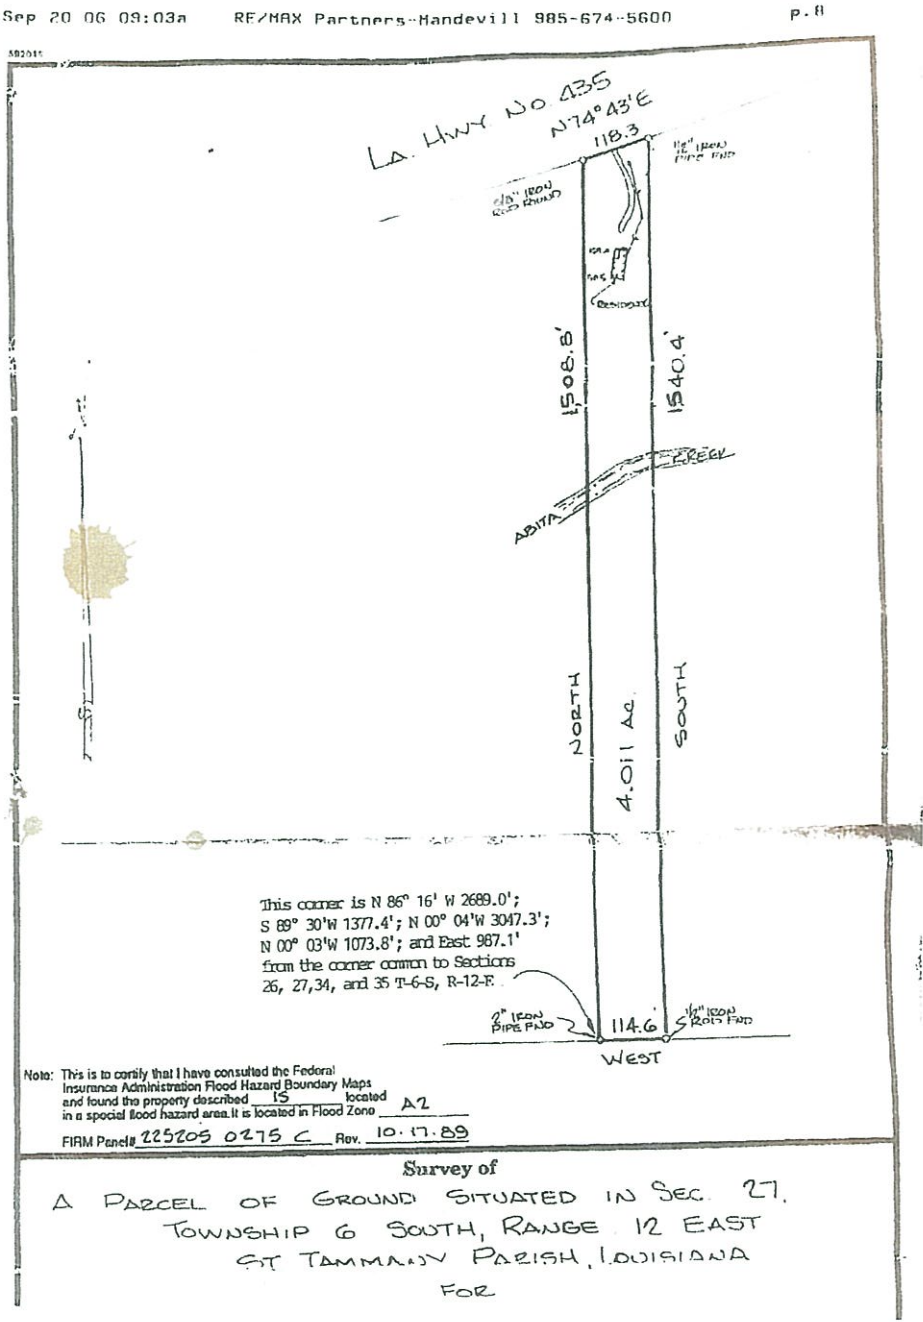 Sep 20 06 09:03a RE/MAX Partners-Mandevill 985-674-5600 p.8
LA. HWY. NO. 435
N74°43'E
118.3
1/2" IRON
PIPE FND
5/8" IRON
ROD FOUND
RESIDENCE
1508.8'
1540.4'
ABITA CREEK
NORTH
4.011 AC.
SOUTH
This corner is N 86° 16' W 2689.0';
S 89° 30'W 1377.4'; N 00° 04'W 3047.3';
N 00° 03'W 1073.8'; and East 987.1'
from the corner common to Sections
26, 27,34, and 35 T-6-S, R-12-E.
2" IRON
PIPE FND
114.6'
1/2" IRON
ROD FND
WEST
Note: This is to certify that I have consulted the Federal
Insurance Administration Flood Hazard Boundary Maps
and found the property described IS located
in a special flood hazard area. It is located in Flood Zone A2
FIRM Panel# 225205 0275 C Rev. 10.17.89
Survey of
A PARCEL OF GROUND SITUATED IN SEC. 27,
TOWNSHIP 6 SOUTH, RANGE 12 EAST
ST TAMMANY PARISH, LOUISIANA
FOR